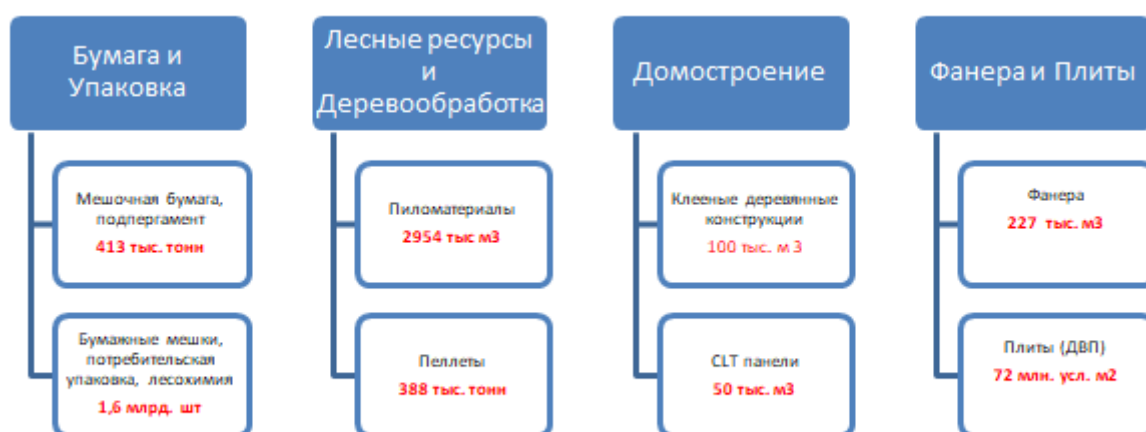 Бумага и
Упаковка
Мешочная бумага,
подпергамент
413 тыс. тонн
Бумажные мешки,
потребительская
упаковка, лесохимия
1,6 млрд. шт
Лесные ресурсы
и
Деревообработка
Пиломатериалы
2954 тыс м3
Пеллеты
388 тыс. тонн
Домостроение
Клееные деревянные
конструкции
100 тыс. м 3
CLT панели
50 тыс. м3
Фанера и Плиты
Фанера
227 тыс. м3
Плиты (ДВП)
72 млн. усл. м2